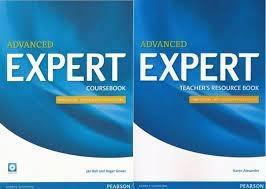 ADVANCED
EXPERT
COURSEBOOK
Jan Bell and Roger Gower
PEARSON
ADVANCED
EXPERT
TEACHER'S RESOURCE BOOK
Karen Alexander
PEARSON